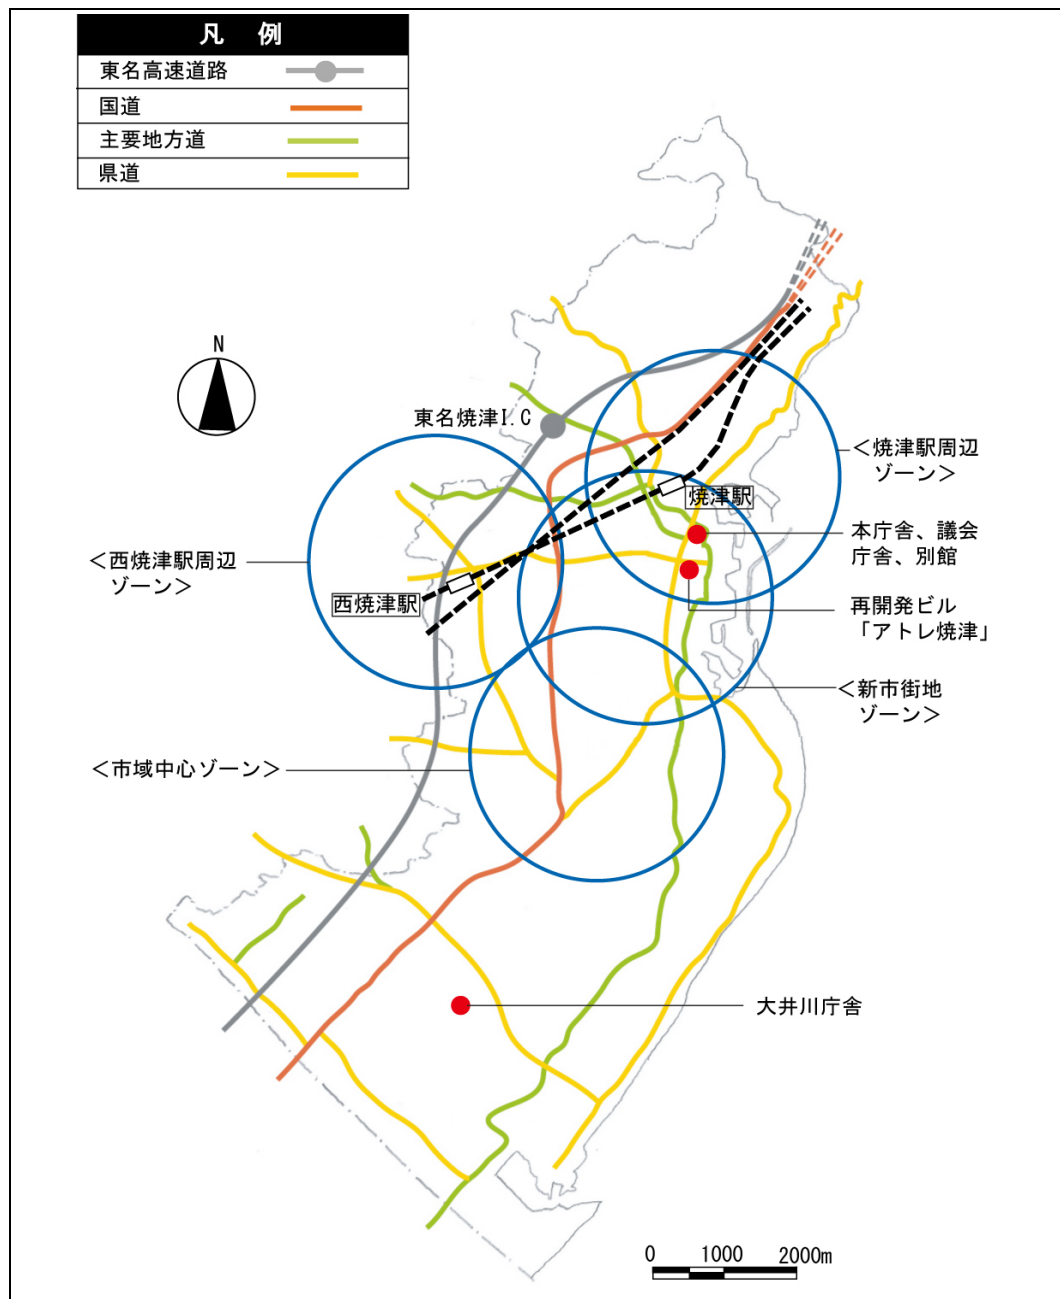 凡 例
東名高速道路
国道
主要地方道
県道
N
東名焼津I.C
<焼津駅周辺
ゾーン>
焼津駅
本庁舎、議会
庁舎、別館
<西焼津駅周辺
ゾーン>
西焼津駅
再開発ビル
「アトレ焼津」
<新市街地
ゾーン>
<市域中心ゾーン>
大井川庁舎
0 1000 2000m